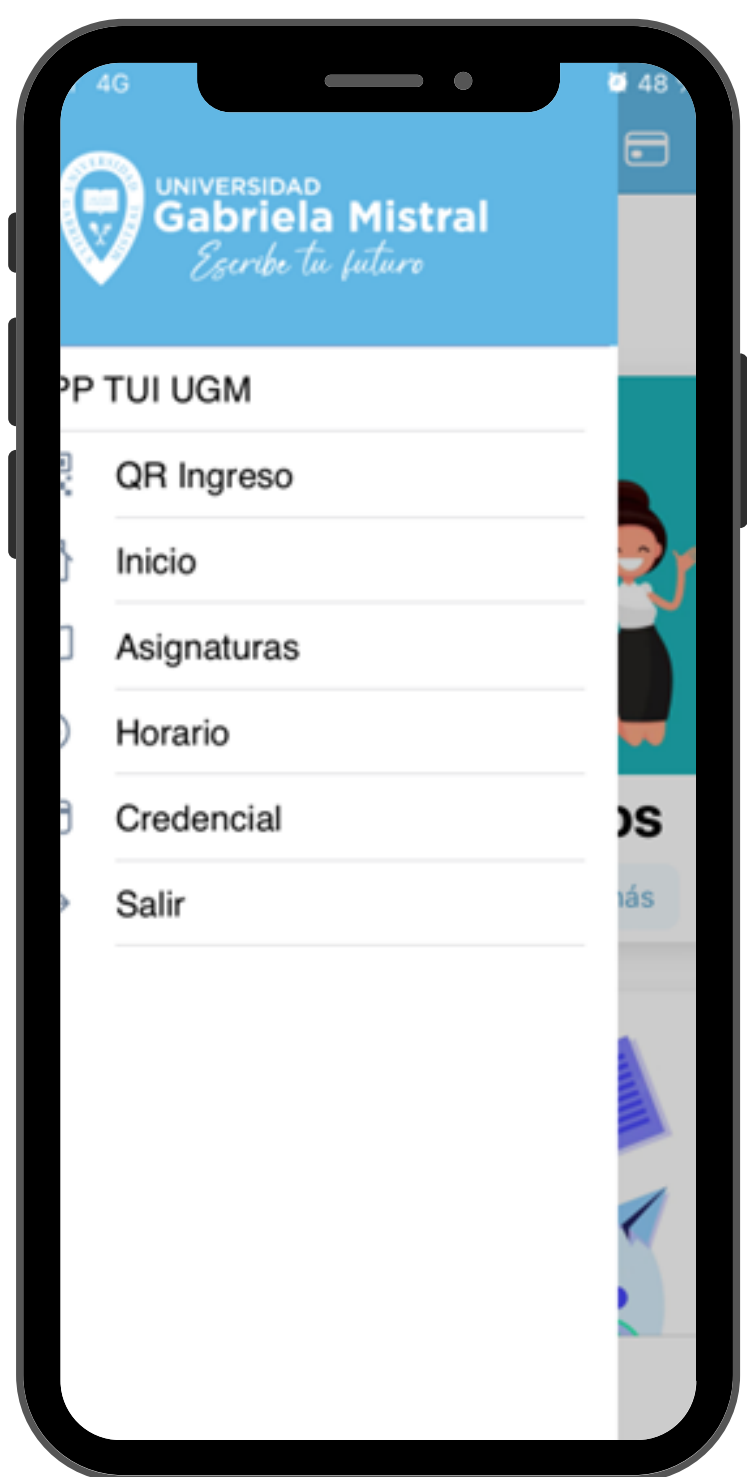 4G
48
UNIVERSIDAD
Gabriela Mistral
Escribe tu futuro
PP TUI UGM
QR Ingreso
Inicio
Asignaturas
Horario
Credencial
os
Salir
más